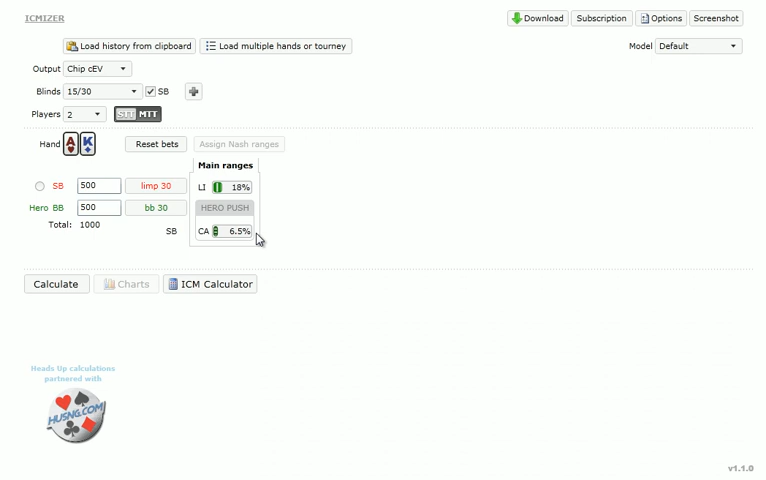 ICMIZER
Download
Subscription
Options
Screenshot
Load history from clipboard
Load multiple hands or tourney
Model
Default
Output
Chip cEV
Blinds
15/30
SB
Players
2
STT MTT
Hand
A K
Reset bets
Assign Nash ranges
Main ranges
SB
500
limp 30
LI
18%
Hero BB
500
bb 30
HERO PUSH
Total: 1000
SB
CA
6.5%
Calculate
Charts
ICM Calculator
Heads Up calculations
partnered with
HUSNG.COM
v1.1.0